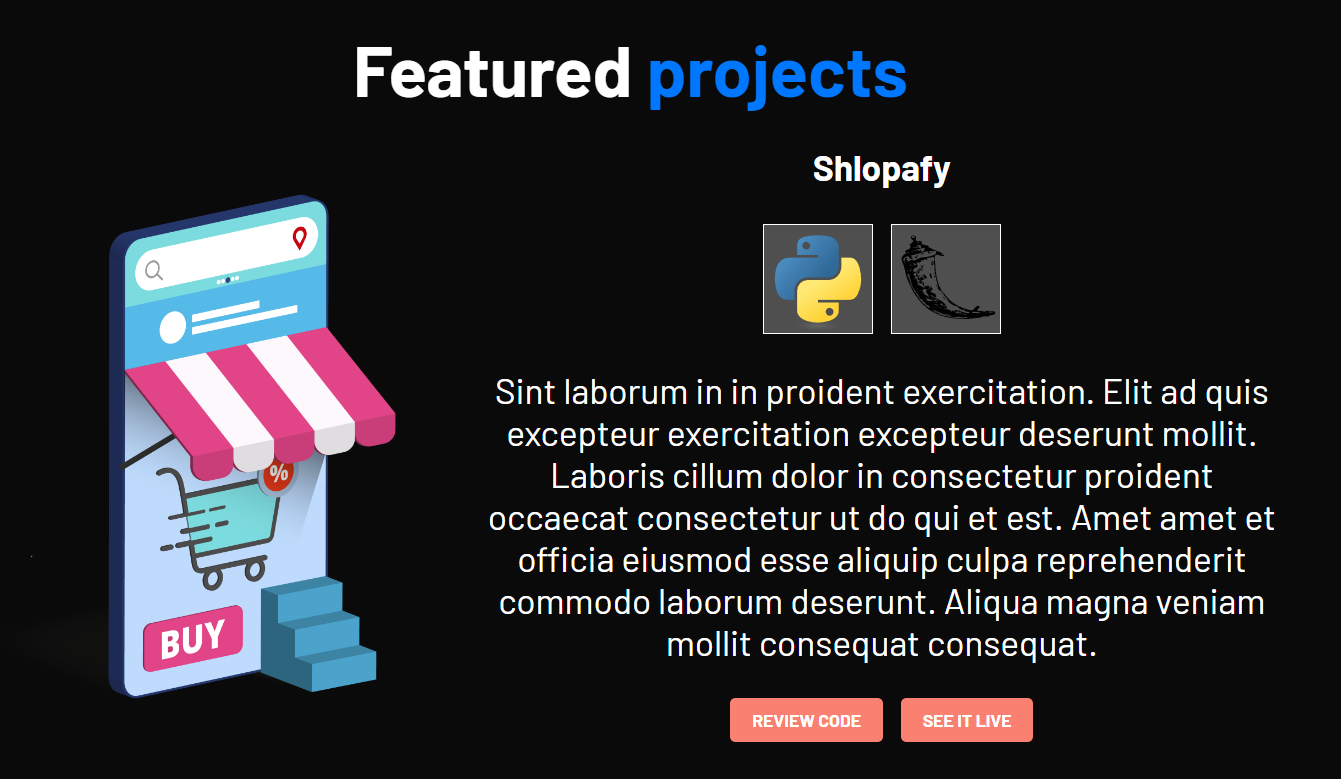 Featured projects
Shlopafy
%
BUY
Sint laborum in in proident exercitation. Elit ad quis
excepteur exercitation excepteur deserunt mollit.
Laboris cillum dolor in consectetur proident
occaecat consectetur ut do qui et est. Amet amet et
officia eiusmod esse aliquip culpa reprehenderit
commodo laborum deserunt. Aliqua magna veniam
mollit consequat consequat.
REVIEW CODE
SEE IT LIVE